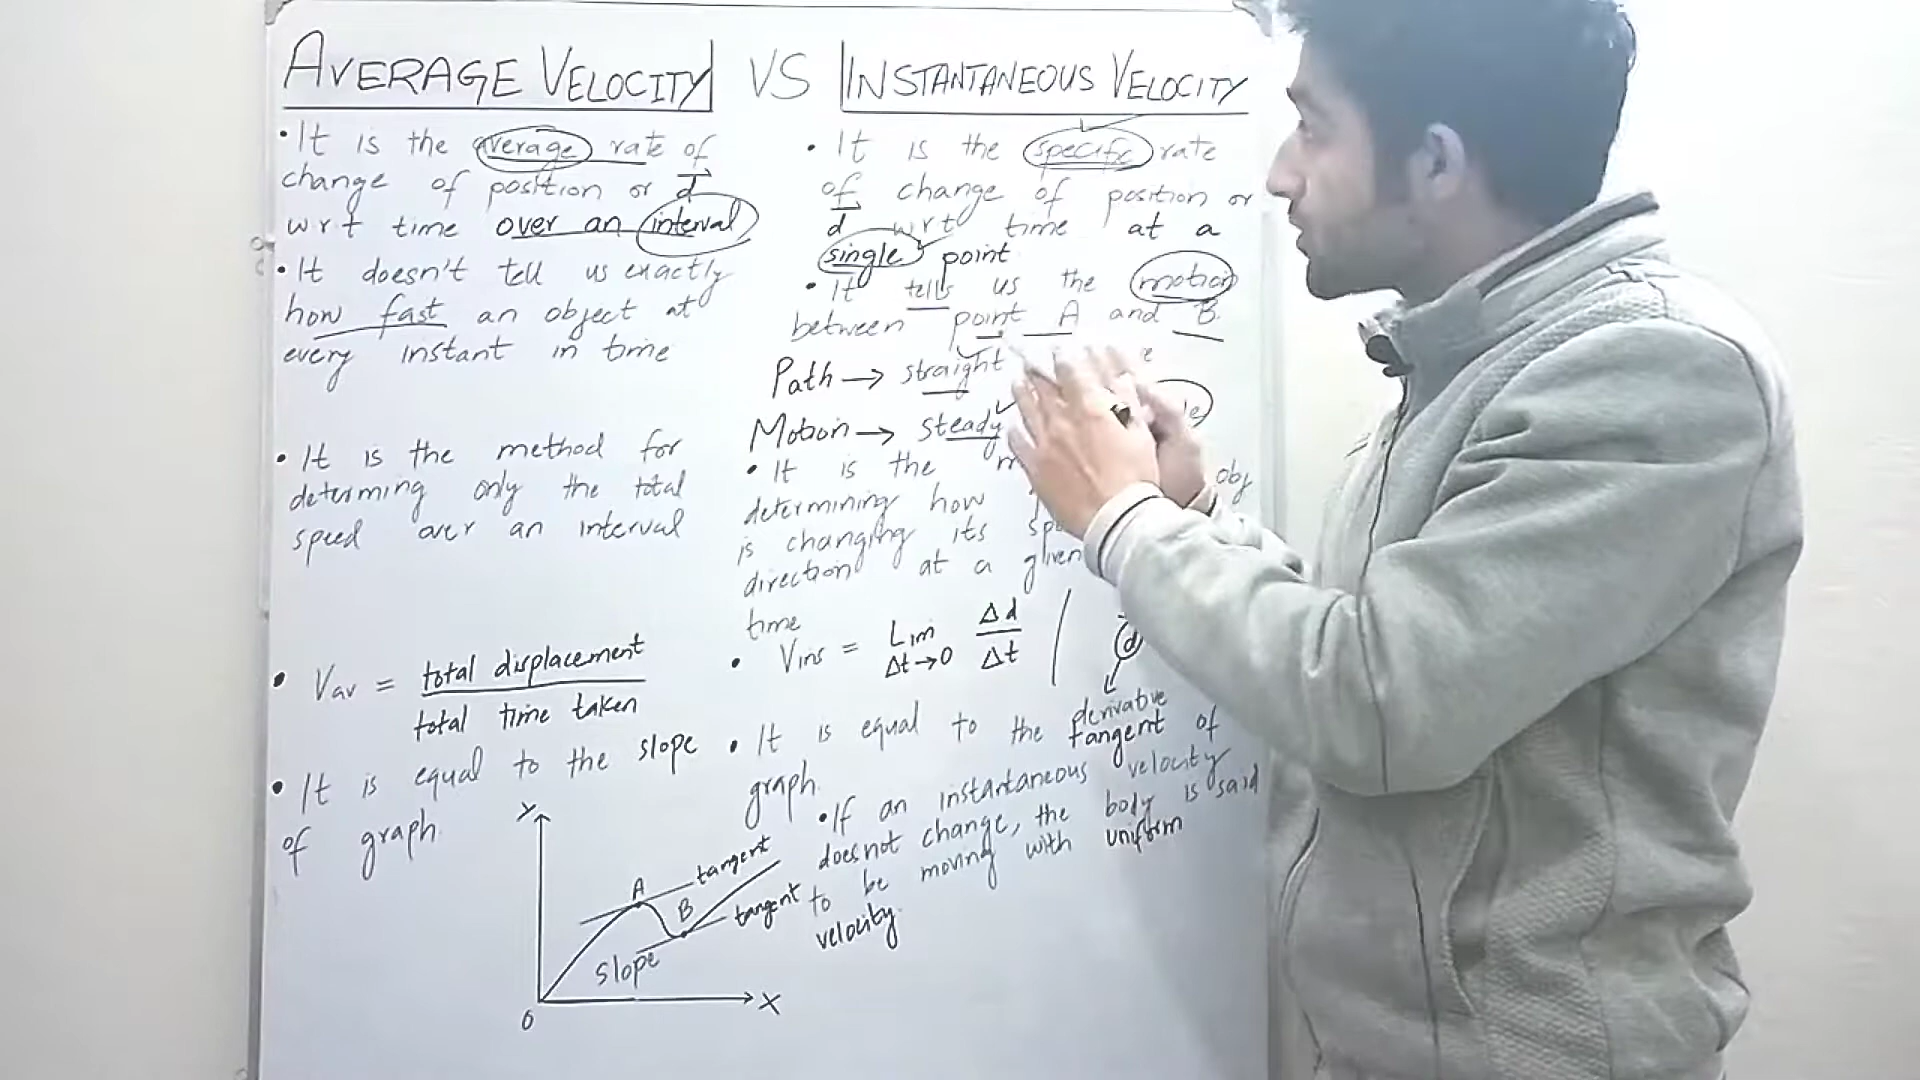 AVERAGE VELOCITY VS INSTANTANEOUS VELOCITY
• It is the average rate of
change of position or d
wrt time over an interval
• It doesn't tell us exactly
how fast an object at
every instant in time
• It is the method for
determing only the total
speed over an interval
• Vav = total displacement
total time taken
• It is equal to the slope
of graph
• It is the specific rate
of change of position or
d wrt time at a
single point
• It tells us the motion
between point A and B.
Path → straight
Motion → steady
• It is the
determining how obj
is changing its
direction at a given
time
• Vins = Lim Δd
Δt→0 Δt
d
derivative
• It is equal to the tangent of
graph.
• If an instantaneous velocity
does not change, the body is said
to be moving with uniform
velocity.
Y
A
tangent
B
tangent
slope
O
X